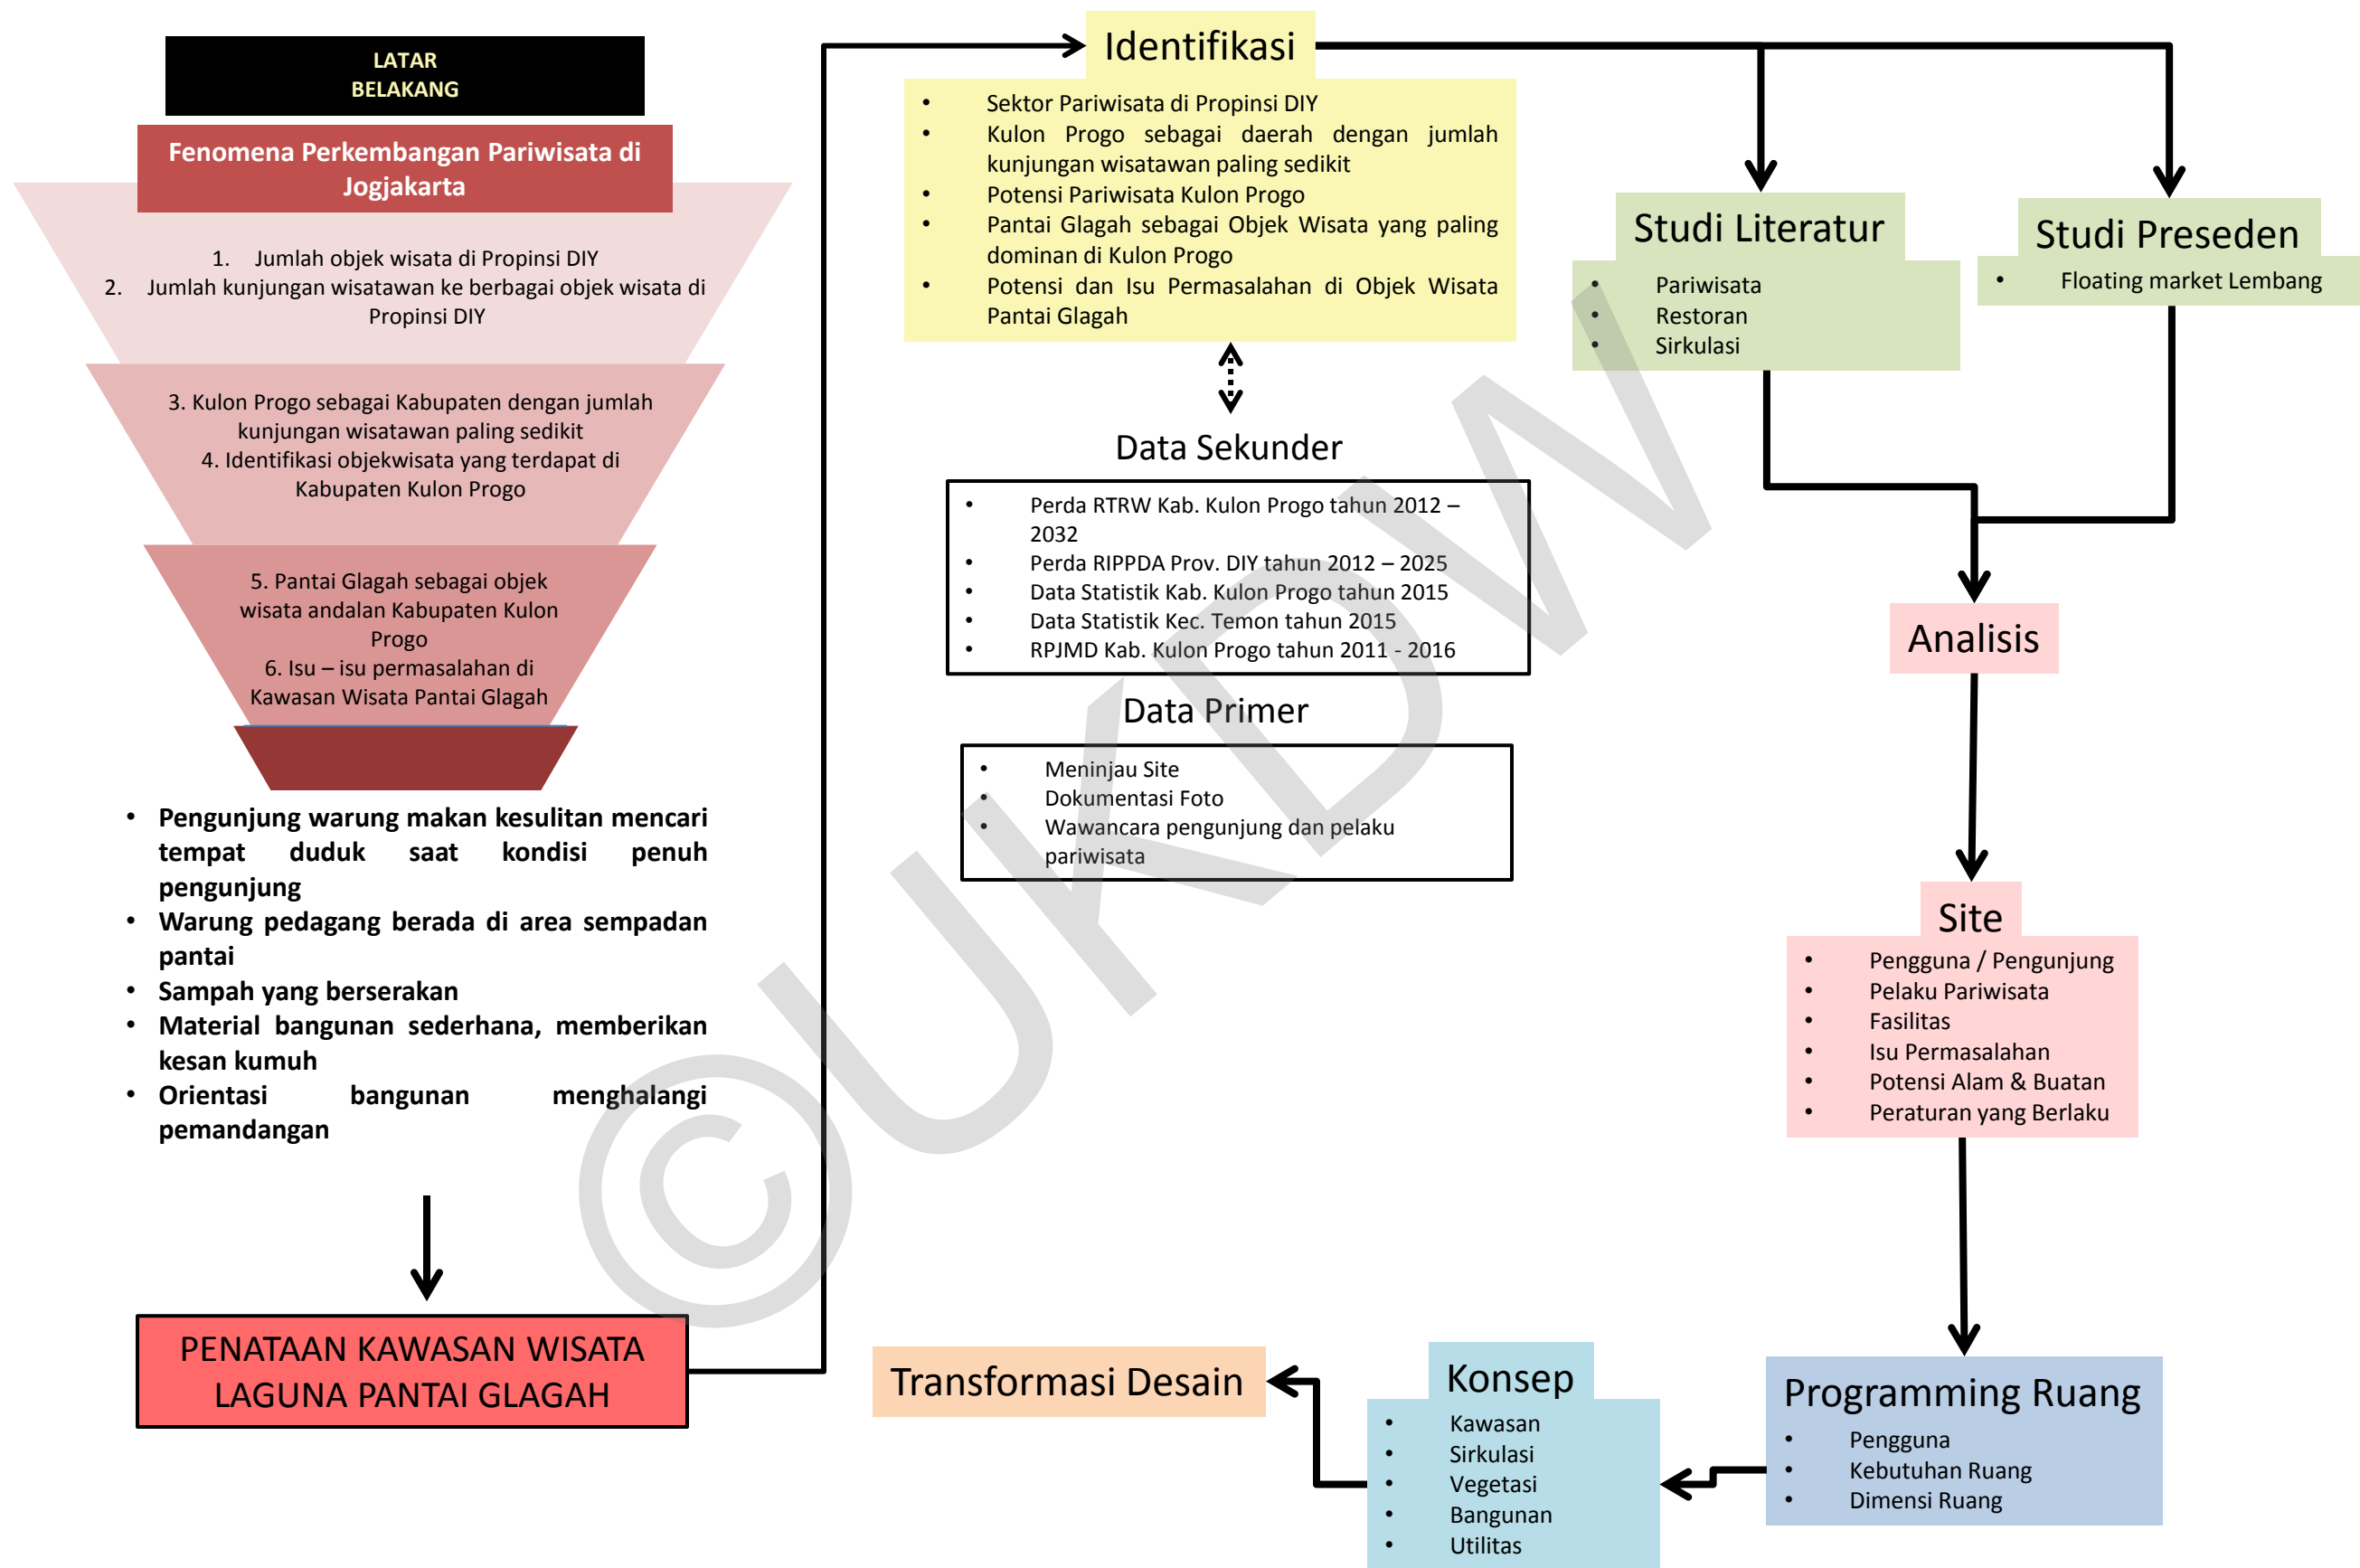 LATAR
BELAKANG
Fenomena Perkembangan Pariwisata di
Jogjakarta
1. Jumlah objek wisata di Propinsi DIY
2. Jumlah kunjungan wisatawan ke berbagai objek wisata di
Propinsi DIY
3. Kulon Progo sebagai Kabupaten dengan jumlah
kunjungan wisatawan paling sedikit
4. Identifikasi objekwisata yang terdapat di
Kabupaten Kulon Progo
5. Pantai Glagah sebagai objek
wisata andalan Kabupaten Kulon
Progo
6. Isu – isu permasalahan di
Kawasan Wisata Pantai Glagah
• Pengunjung warung makan kesulitan mencari
tempat duduk saat kondisi penuh
pengunjung
• Warung pedagang berada di area sempadan
pantai
• Sampah yang berserakan
• Material bangunan sederhana, memberikan
kesan kumuh
• Orientasi bangunan menghalangi
pemandangan
PENATAAN KAWASAN WISATA
LAGUNA PANTAI GLAGAH
Identifikasi
• Sektor Pariwisata di Propinsi DIY
• Kulon Progo sebagai daerah dengan jumlah
kunjungan wisatawan paling sedikit
• Potensi Pariwisata Kulon Progo
• Pantai Glagah sebagai Objek Wisata yang paling
dominan di Kulon Progo
• Potensi dan Isu Permasalahan di Objek Wisata
Pantai Glagah
Data Sekunder
• Perda RTRW Kab. Kulon Progo tahun 2012 –
2032
• Perda RIPPDA Prov. DIY tahun 2012 – 2025
• Data Statistik Kab. Kulon Progo tahun 2015
• Data Statistik Kec. Temon tahun 2015
• RPJMD Kab. Kulon Progo tahun 2011 - 2016
Data Primer
• Meninjau Site
• Dokumentasi Foto
• Wawancara pengunjung dan pelaku
pariwisata
Studi Literatur
• Pariwisata
• Restoran
• Sirkulasi
Studi Preseden
• Floating market Lembang
Analisis
Site
• Pengguna / Pengunjung
• Pelaku Pariwisata
• Fasilitas
• Isu Permasalahan
• Potensi Alam & Buatan
• Peraturan yang Berlaku
Programming Ruang
• Pengguna
• Kebutuhan Ruang
• Dimensi Ruang
Konsep
• Kawasan
• Sirkulasi
• Vegetasi
• Bangunan
• Utilitas
Transformasi Desain
©UKDW